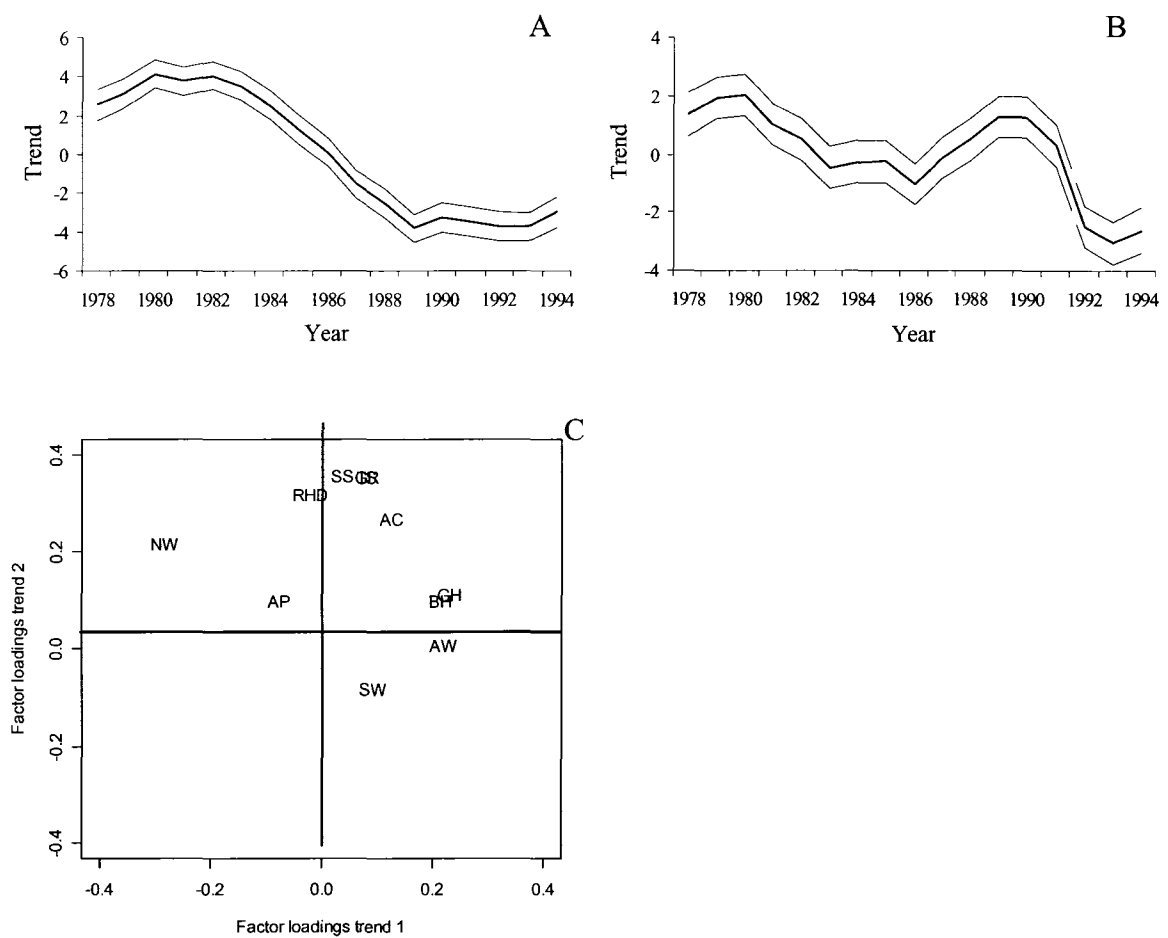 A
6
4
2
0
-2
-4
-6
Trend
1978 1980 1982 1984 1986 1988 1990 1992 1994
Year
B
4
2
0
-2
-4
Trend
1978 1980 1982 1984 1986 1988 1990 1992 1994
Year
C
0.4
0.2
0.0
-0.2
-0.4
Factor loadings trend 2
SS
RHD
AC
NW
GH
AP BH
AW
SW
-0.4 -0.2 0.0 0.2 0.4
Factor loadings trend 1